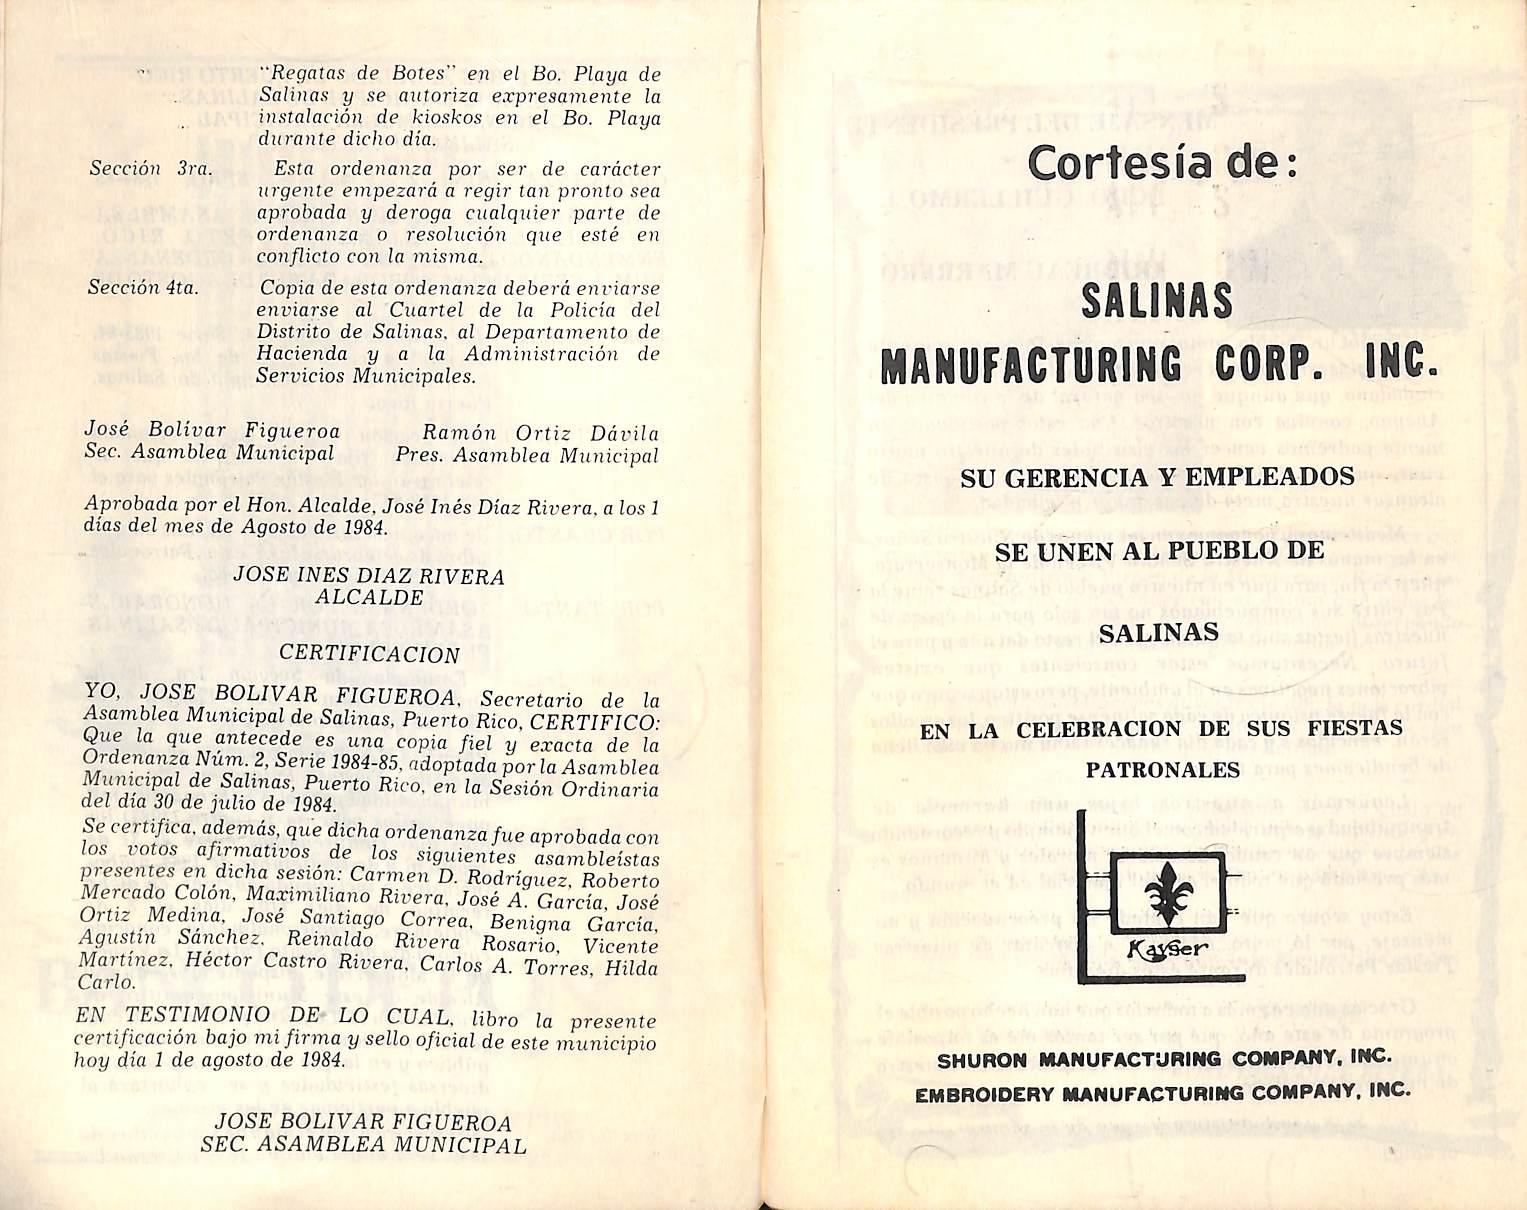 "Regatas de Botes" en el Bo. Playa de
Salinas y se autoriza expresamente la
instalación de kioskos en el Bo. Playa
durante dicho día.
Sección 3ra. Esta ordenanza por ser de carácter
urgente empezará a regir tan pronto sea
aprobada y deroga cualquier parte de
ordenanza o resolución que esté en
conflicto con la misma.
Sección 4ta. Copia de esta ordenanza deberá enviarse
enviarse al Cuartel de la Policía del
Distrito de Salinas, al Departamento de
Hacienda y a la Administración de
Servicios Municipales.
José Bolívar Figueroa Ramón Ortiz Dávila
Sec. Asamblea Municipal Pres. Asamblea Municipal
Aprobada por el Hon. Alcalde, José Inés Díaz Rivera, a los 1
días del mes de Agosto de 1984.
JOSE INES DIAZ RIVERA
ALCALDE
CERTIFICACION
YO, JOSE BOLIVAR FIGUEROA, Secretario de la
Asamblea Municipal de Salinas, Puerto Rico, CERTIFICO:
Que la que antecede es una copia fiel y exacta de la
Ordenanza Núm. 2, Serie 1984-85, adoptada por la Asamblea
Municipal de Salinas, Puerto Rico, en la Sesión Ordinaria
del día 30 de julio de 1984.
Se certifica, además, que dicha ordenanza fue aprobada con
los votos afirmativos de los siguientes asambleístas
presentes en dicha sesión: Carmen D. Rodríguez, Roberto
Mercado Colón, Maximiliano Rivera, José A. García, José
Ortiz Medina, José Santiago Correa, Benigna García,
Agustín Sánchez, Reinaldo Rivera Rosario, Vicente
Martínez, Héctor Castro Rivera, Carlos A. Torres, Hilda
Carlo.
EN TESTIMONIO DE LO CUAL, libro la presente
certificación bajo mi firma y sello oficial de este municipio
hoy día 1 de agosto de 1984.
JOSE BOLIVAR FIGUEROA
SEC. ASAMBLEA MUNICIPAL
Cortesía de:
SALINAS
MANUFACTURING CORP. INC.
SU GERENCIA Y EMPLEADOS
SE UNEN AL PUEBLO DE
SALINAS
EN LA CELEBRACION DE SUS FIESTAS
PATRONALES
Kayser
SHURON MANUFACTURING COMPANY, INC.
EMBROIDERY MANUFACTURING COMPANY, INC.